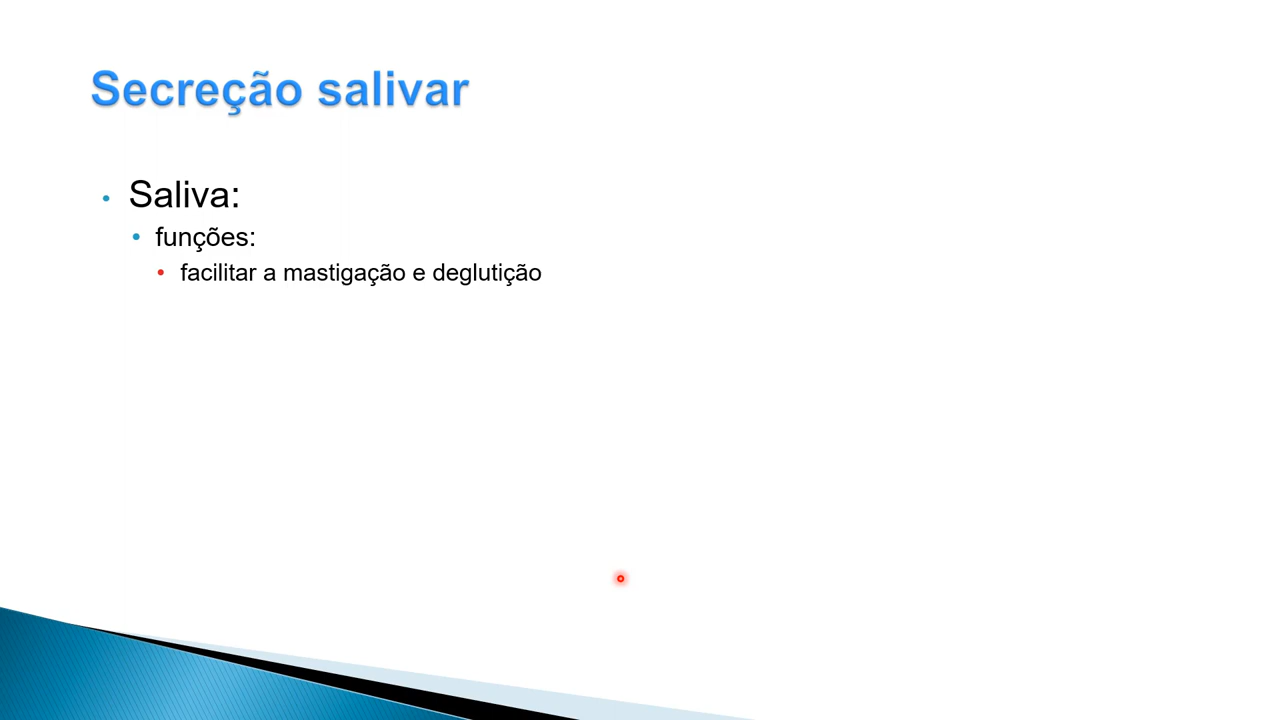 Secreção salivar
• Saliva:
• funções:
• facilitar a mastigação e deglutição